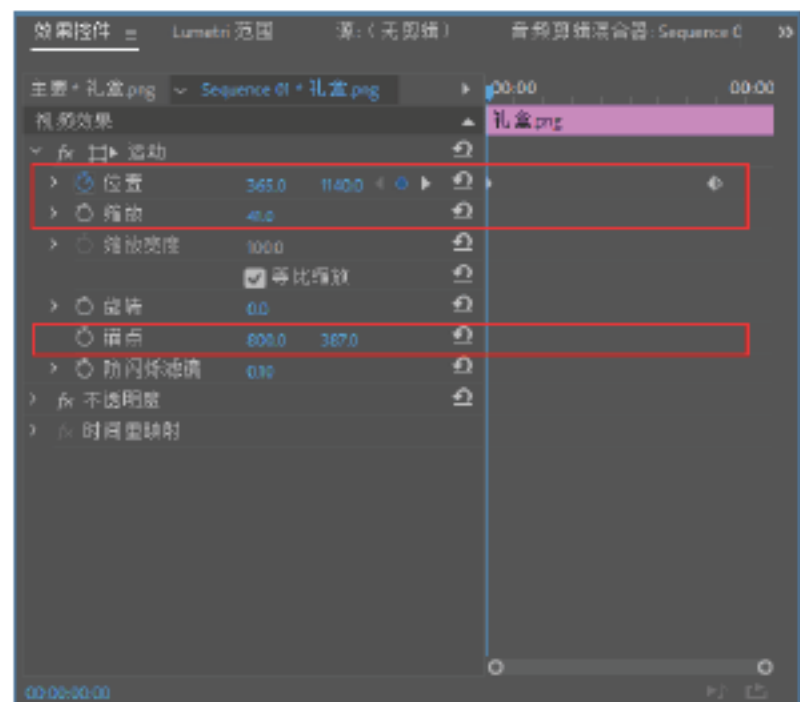 效果控件 Lumetri 范围 源:(无剪辑) 音频剪辑混合器: Sequence 0
主要 * 礼盒.png Sequence 01 * 礼盒.png 00:00 00:00
视频效果 礼盒.png
fx 运动
位置 365.0 1140.0
缩放 41.0
缩放宽度 100.0
等比缩放
旋转 0.0
锚点 800.0 387.0
防闪烁滤镜 0.10
fx 不透明度
fx 时间重映射
00:00:00:00